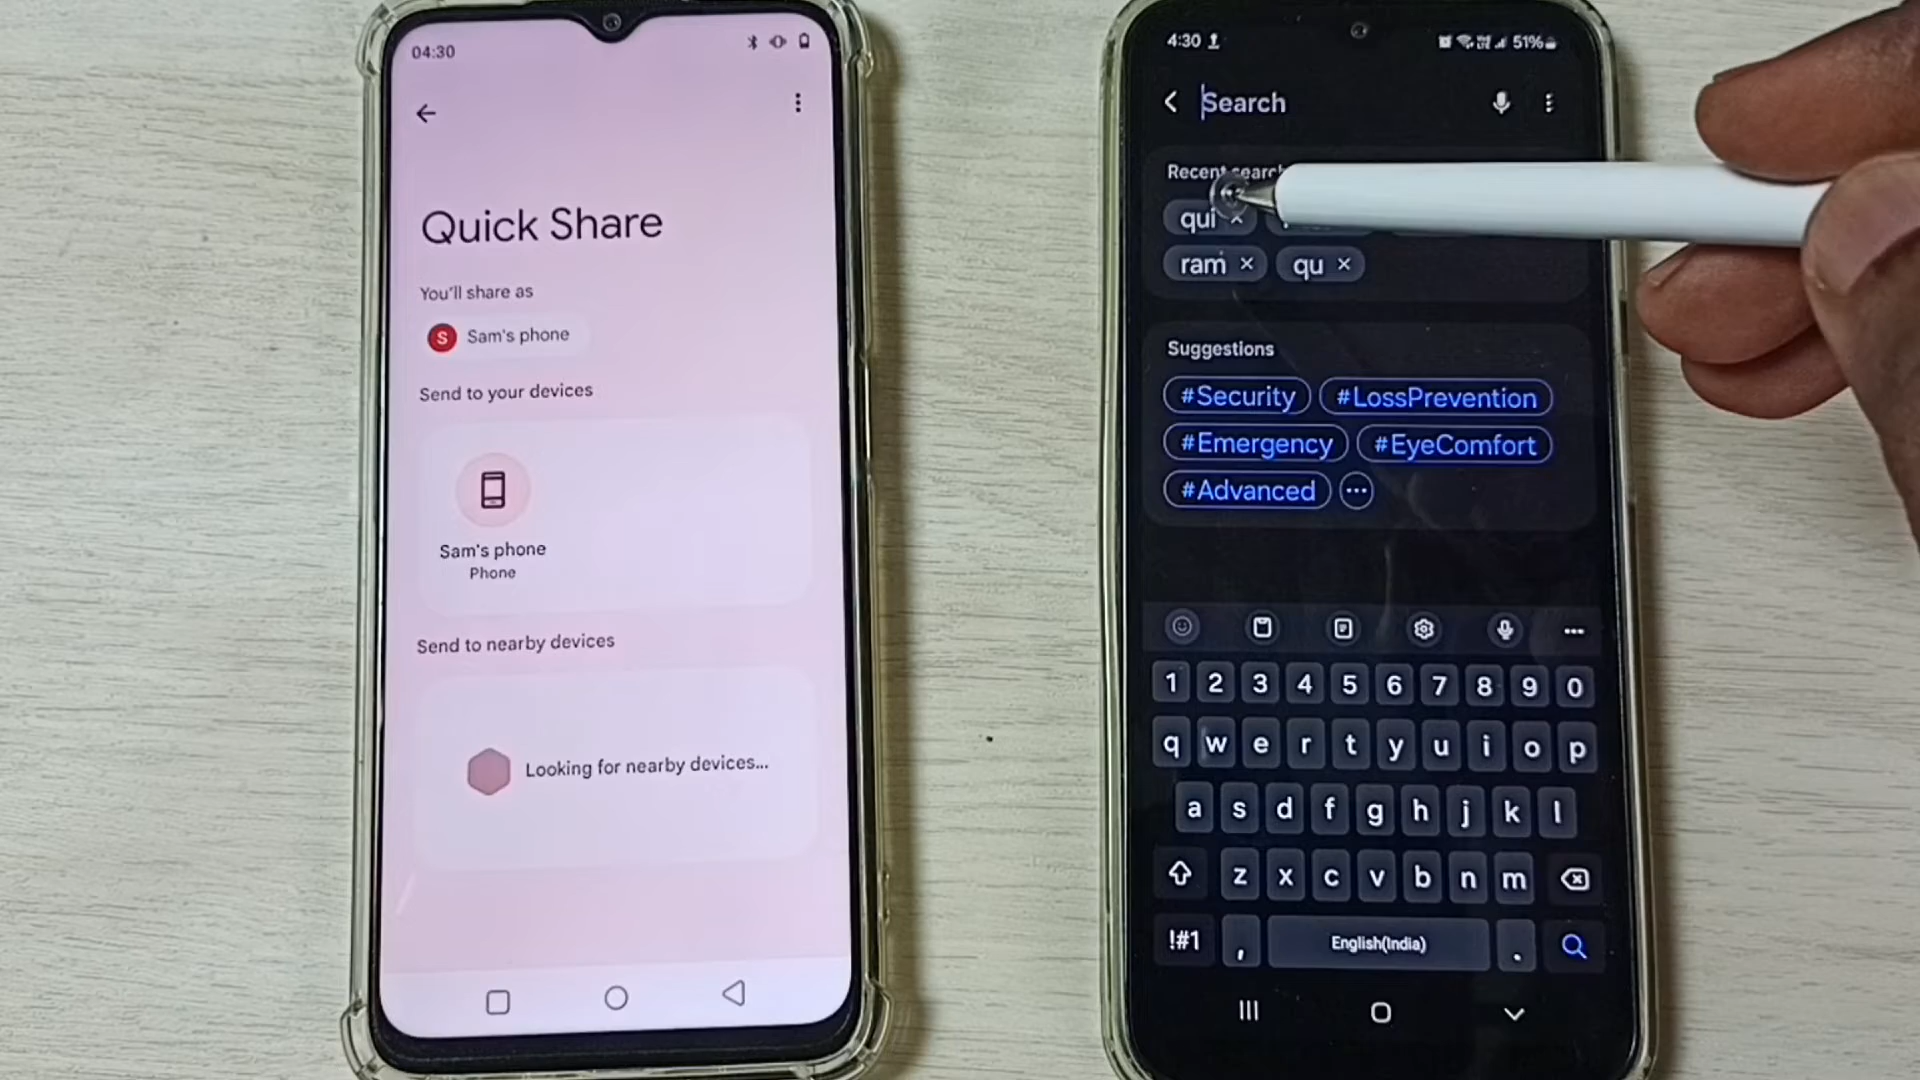 04:30
Quick Share
You'll share as
S Sam's phone
Send to your devices
Sam's phone
Phone
Send to nearby devices
Looking for nearby devices...
4:30
51%
Search
Recent search
qui ×
ram × qu ×
Suggestions
#Security #LossPrevention
#Emergency #EyeComfort
#Advanced
1 2 3 4 5 6 7 8 9 0
q w e r t y u i o p
a s d f g h j k l
z x c v b n m
!#1 , English(India) .